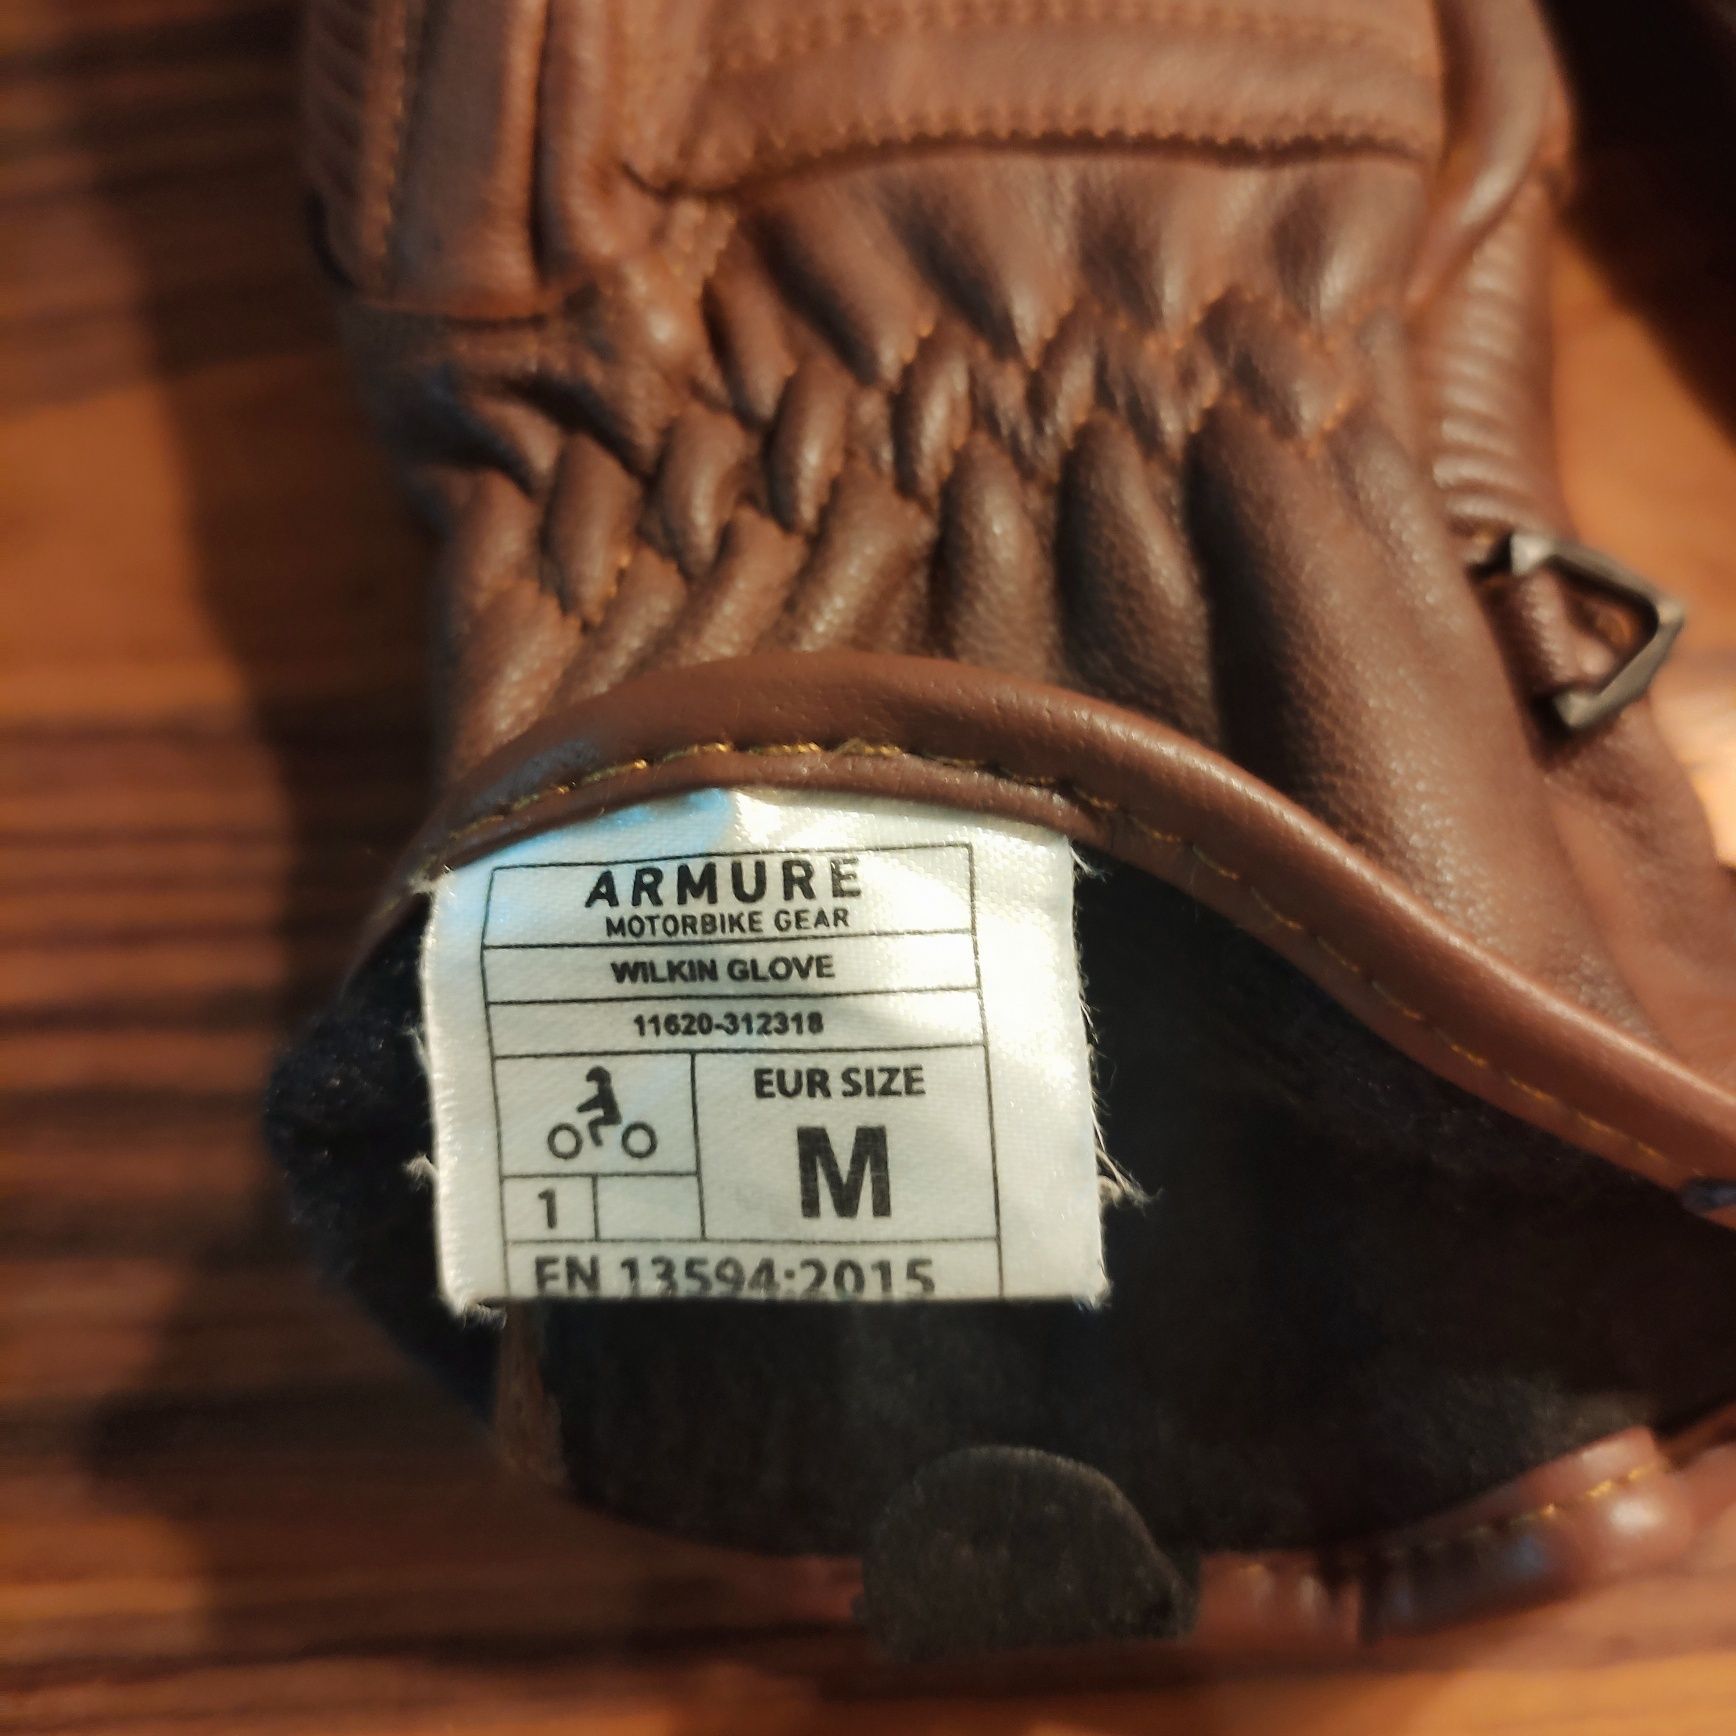 ARMURE
MOTORBIKE GEAR
WILKIN GLOVE
11620-312318
EUR SIZE
M
1
EN 13594:2015